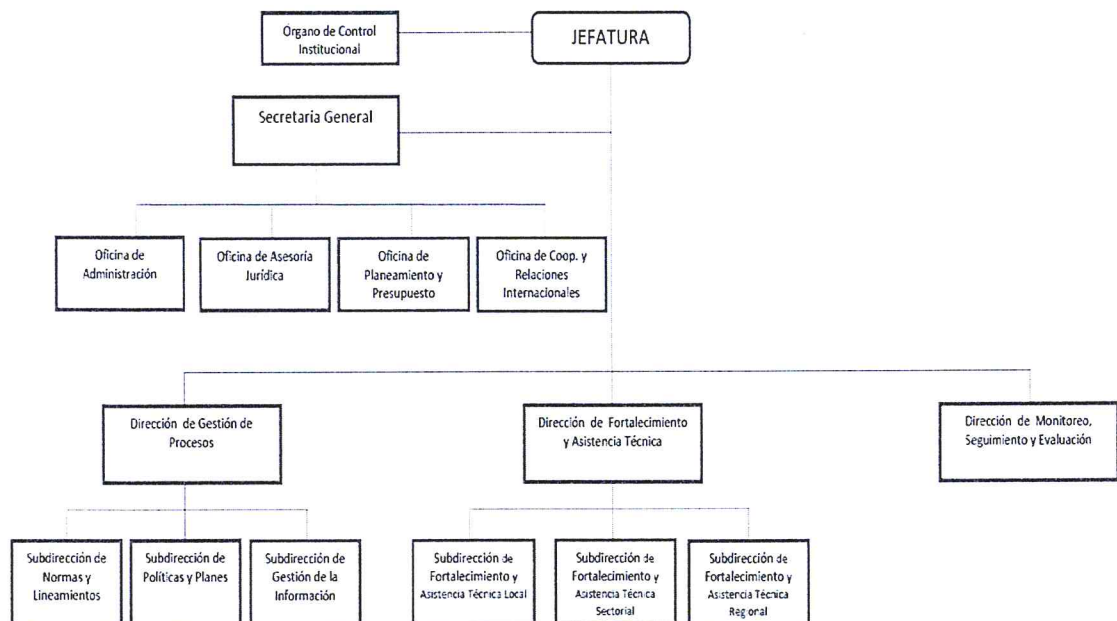 Órgano de Control
Institucional
JEFATURA
Secretaria General
Oficina de
Administración
Oficina de Asesoría
Jurídica
Oficina de
Planeamiento y
Presupuesto
Oficina de Coop. y
Relaciones
Internacionales
Dirección de Gestión de
Procesos
Dirección de Fortalecimiento
y Asistencia Técnica
Dirección de Monitoreo,
Seguimiento y Evaluación
Subdirección de
Normas y
Lineamientos
Subdirección de
Políticas y Planes
Subdirección de
Gestión de la
Información
Subdirección de
Fortalecimiento y
Asistencia Técnica Local
Subdirección de
Fortalecimiento y
Asistencia Técnica
Sectorial
Subdirección de
Fortalecimiento y
Asistencia Técnica
Regional